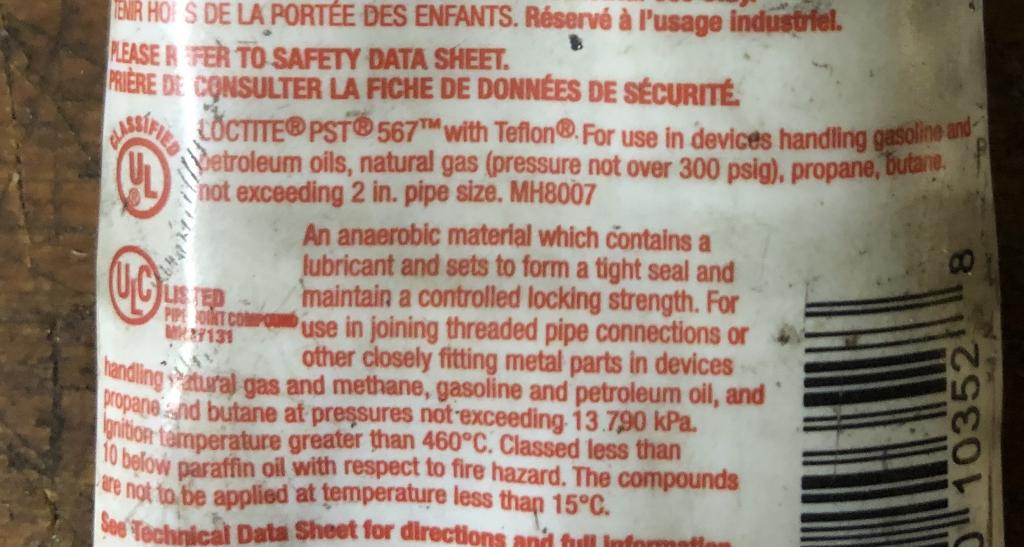 TENIR HORS DE LA PORTÉE DES ENFANTS. Réservé à l'usage industriel.
PLEASE REFER TO SAFETY DATA SHEET.
PRIÈRE DE CONSULTER LA FICHE DE DONNÉES DE SÉCURITÉ.
CLASSIFIED
UL®
LOCTITE® PST® 567™ with Teflon®. For use in devices handling gasoline and
petroleum oils, natural gas (pressure not over 300 psig), propane, butane.
not exceeding 2 in. pipe size. MH8007
ULC
LISTED
PIPE JOINT COMPOUND
An anaerobic material which contains a
lubricant and sets to form a tight seal and
maintain a controlled locking strength. For
use in joining threaded pipe connections or
other closely fitting metal parts in devices
handling natural gas and methane, gasoline and petroleum oil, and
propane and butane at pressures not exceeding 13 790 kPa.
Ignition temperature greater than 460°C. Classed less than
10 below paraffin oil with respect to fire hazard. The compounds
are not to be applied at temperature less than 15°C.
See Technical Data Sheet for directions and full information
10352 8